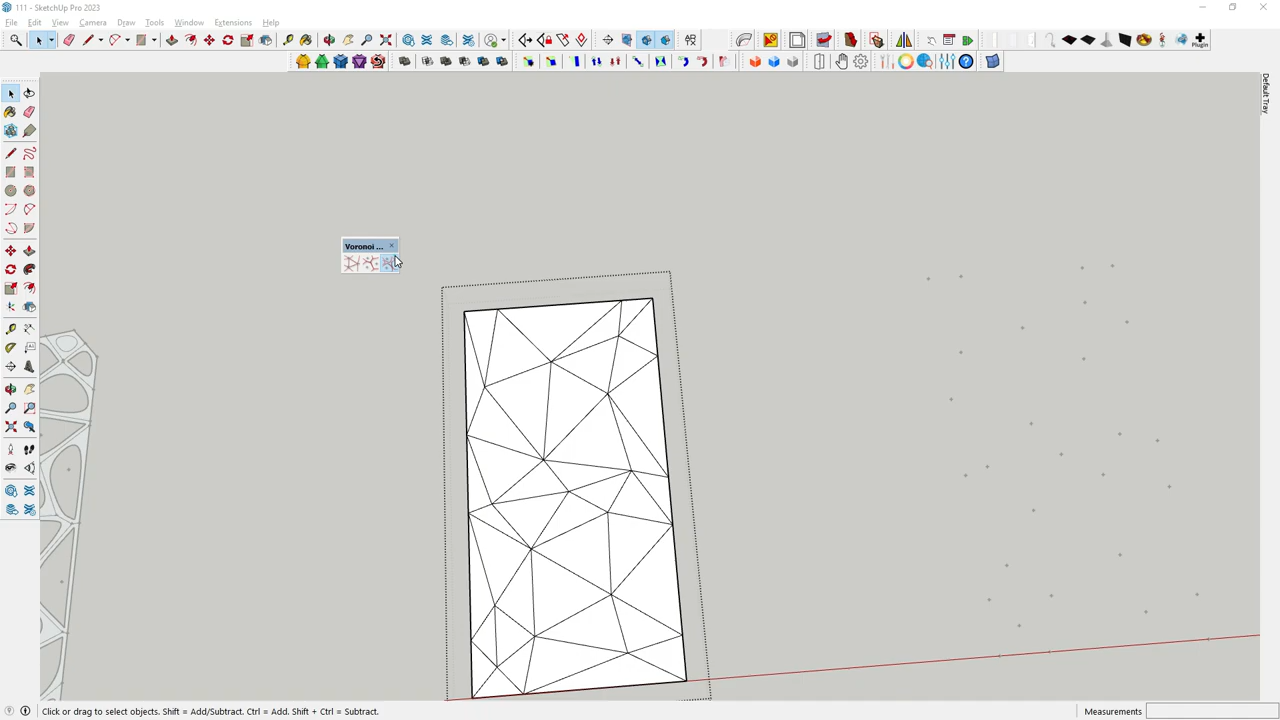 111 - SketchUp Pro 2023
File Edit View Camera Draw Tools Window Extensions Help
Plugin
Default Tray
Voronoi ...
Click or drag to select objects. Shift = Add/Subtract. Ctrl = Add. Shift + Ctrl = Subtract.
Measurements